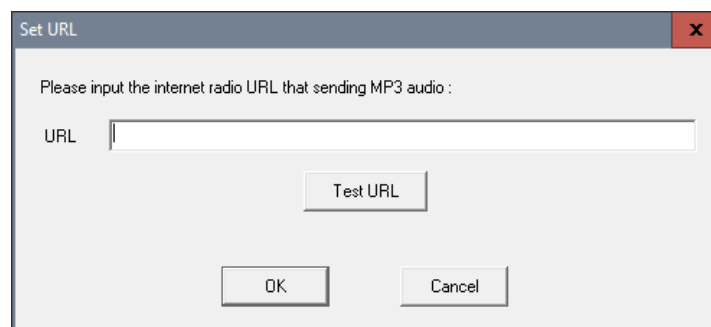 Set URL
Please input the internet radio URL that sending MP3 audio :
URL
Test URL
OK Cancel